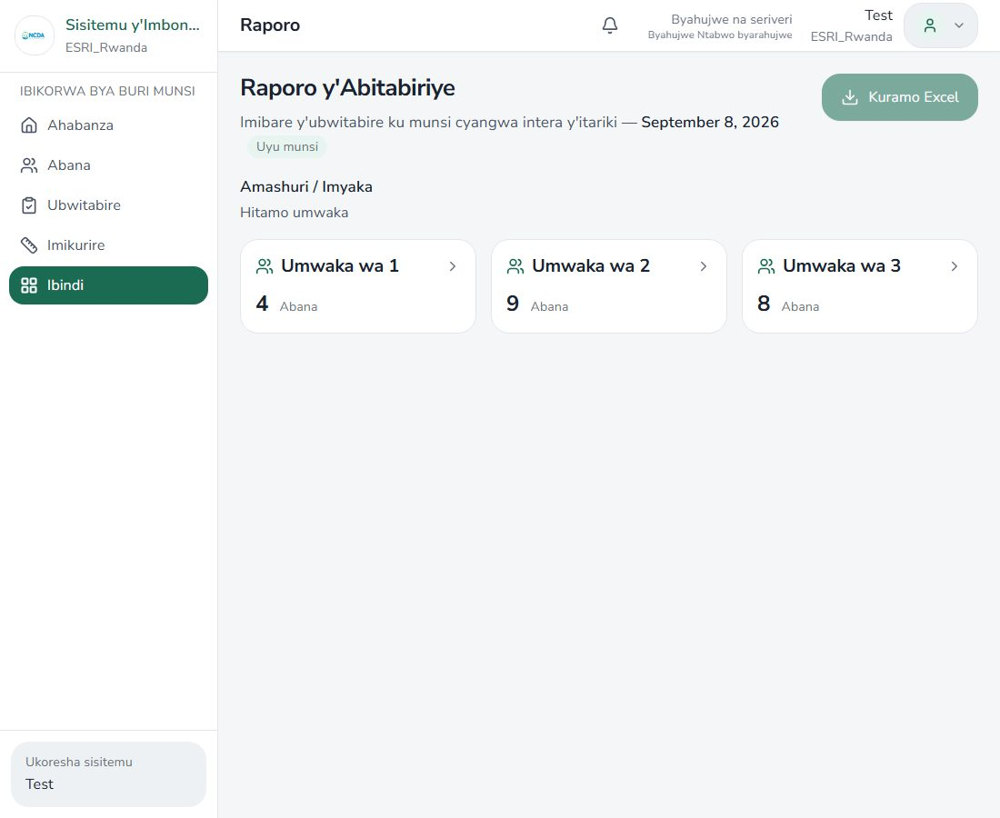 NCDA
Sisitemu y'Imbon...
ESRI_Rwanda
IBIKORWA BYA BURI MUNSI
Ahabanza
Abana
Ubwitabire
Imikurire
Ibindi
Ukoresha sisitemu
Test
Raporo
Byahujwe na seriveri
Byahujwe Ntabwo byarahujwe
Test
ESRI_Rwanda
Raporo y'Abitabiriye
Imibare y'ubwitabire ku munsi cyangwa intera y'itariki — September 8, 2026
Uyu munsi
Kuramo Excel
Amashuri / Imyaka
Hitamo umwaka
Umwaka wa 1
4 Abana
Umwaka wa 2
9 Abana
Umwaka wa 3
8 Abana